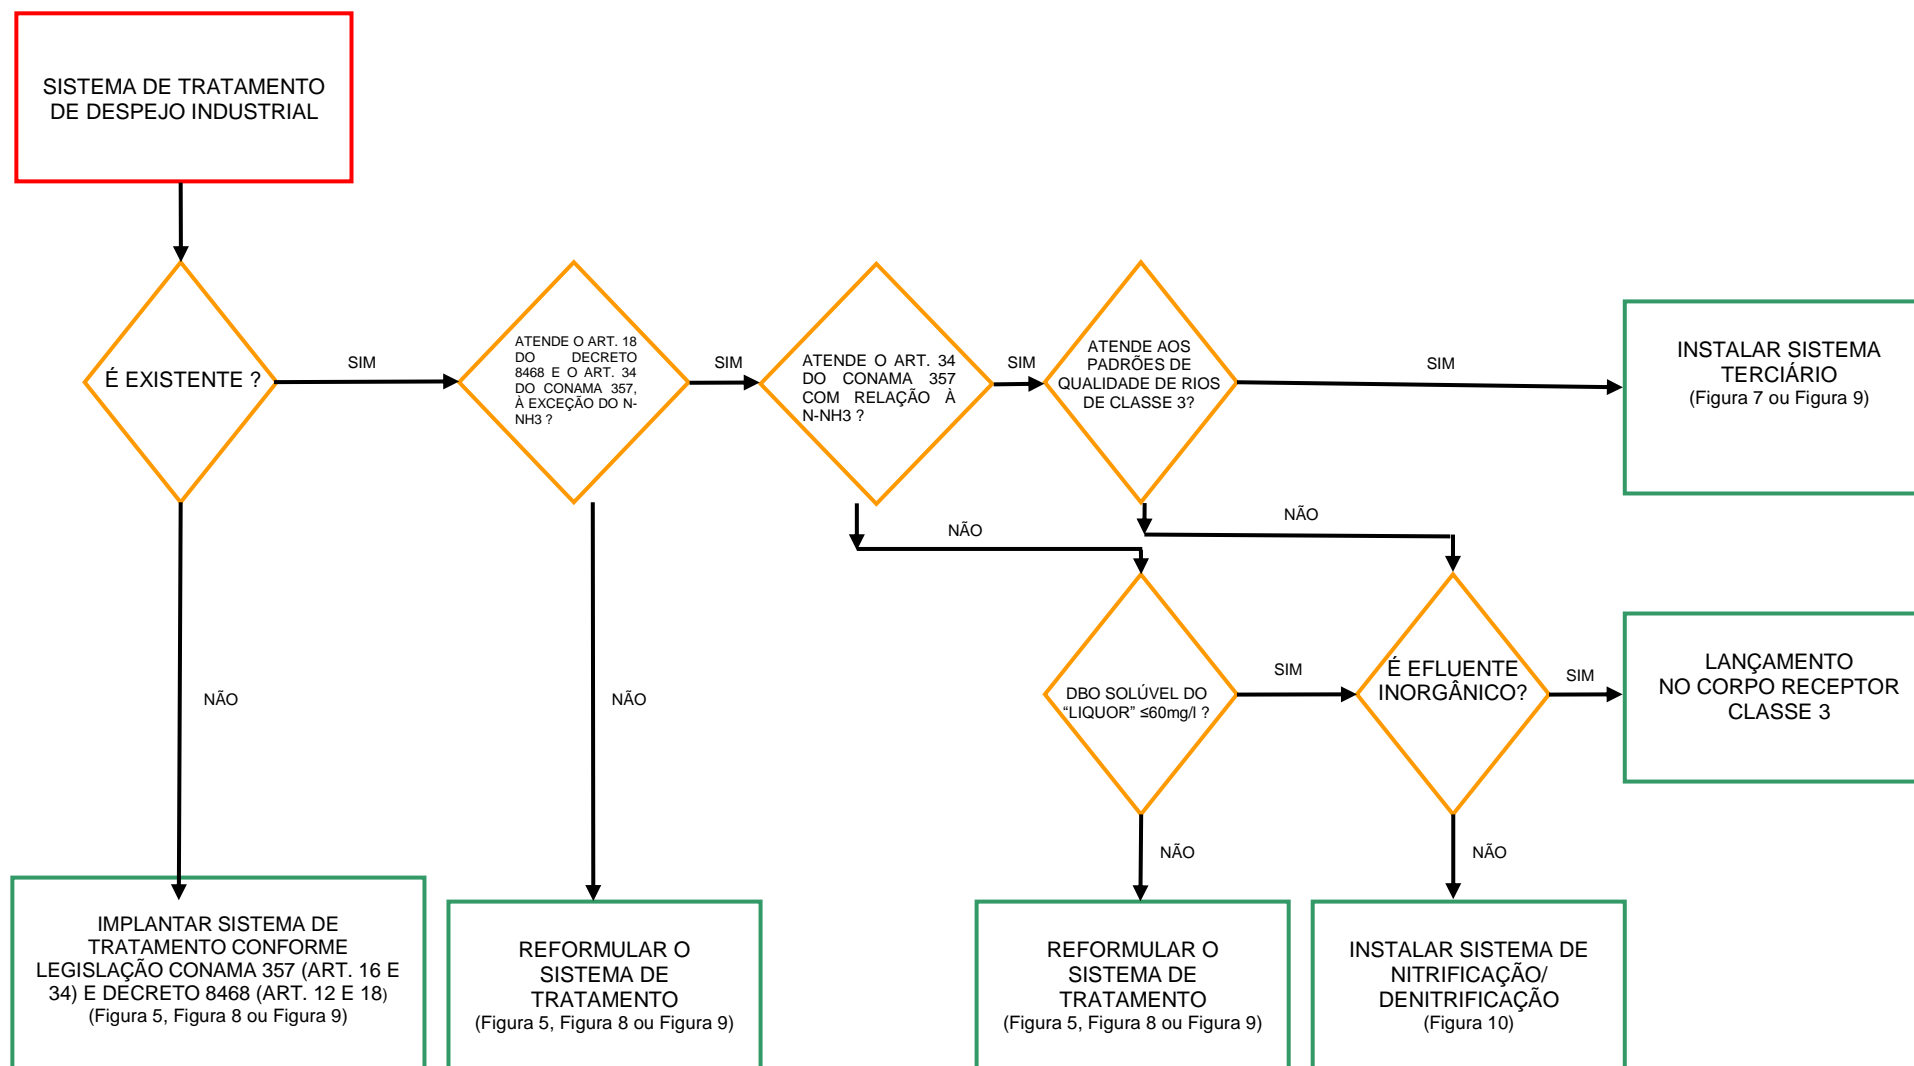 SISTEMA DE TRATAMENTO
DE DESPEJO INDUSTRIAL
É EXISTENTE ?
SIM
ATENDE O ART. 18
DO DECRETO
8468 E O ART. 34
DO CONAMA 357,
À EXCEÇÃO DO N-
NH3 ?
SIM
ATENDE O ART. 34
DO CONAMA 357
COM RELAÇÃO À
N-NH3 ?
SIM
ATENDE AOS
PADRÕES DE
QUALIDADE DE RIOS
DE CLASSE 3?
SIM
INSTALAR SISTEMA
TERCIÁRIO
(Figura 7 ou Figura 9)
NÃO
NÃO
NÃO
NÃO
DBO SOLÚVEL DO
“LIQUOR” ≤60mg/l ?
SIM
É EFLUENTE
INORGÂNICO?
SIM
LANÇAMENTO
NO CORPO RECEPTOR
CLASSE 3
NÃO
NÃO
IMPLANTAR SISTEMA DE
TRATAMENTO CONFORME
LEGISLAÇÃO CONAMA 357 (ART. 16 E
34) E DECRETO 8468 (ART. 12 E 18)
(Figura 5, Figura 8 ou Figura 9)
REFORMULAR O
SISTEMA DE
TRATAMENTO
(Figura 5, Figura 8 ou Figura 9)
REFORMULAR O
SISTEMA DE
TRATAMENTO
(Figura 5, Figura 8 ou Figura 9)
INSTALAR SISTEMA DE
NITRIFICAÇÃO/
DENITRIFICAÇÃO
(Figura 10)